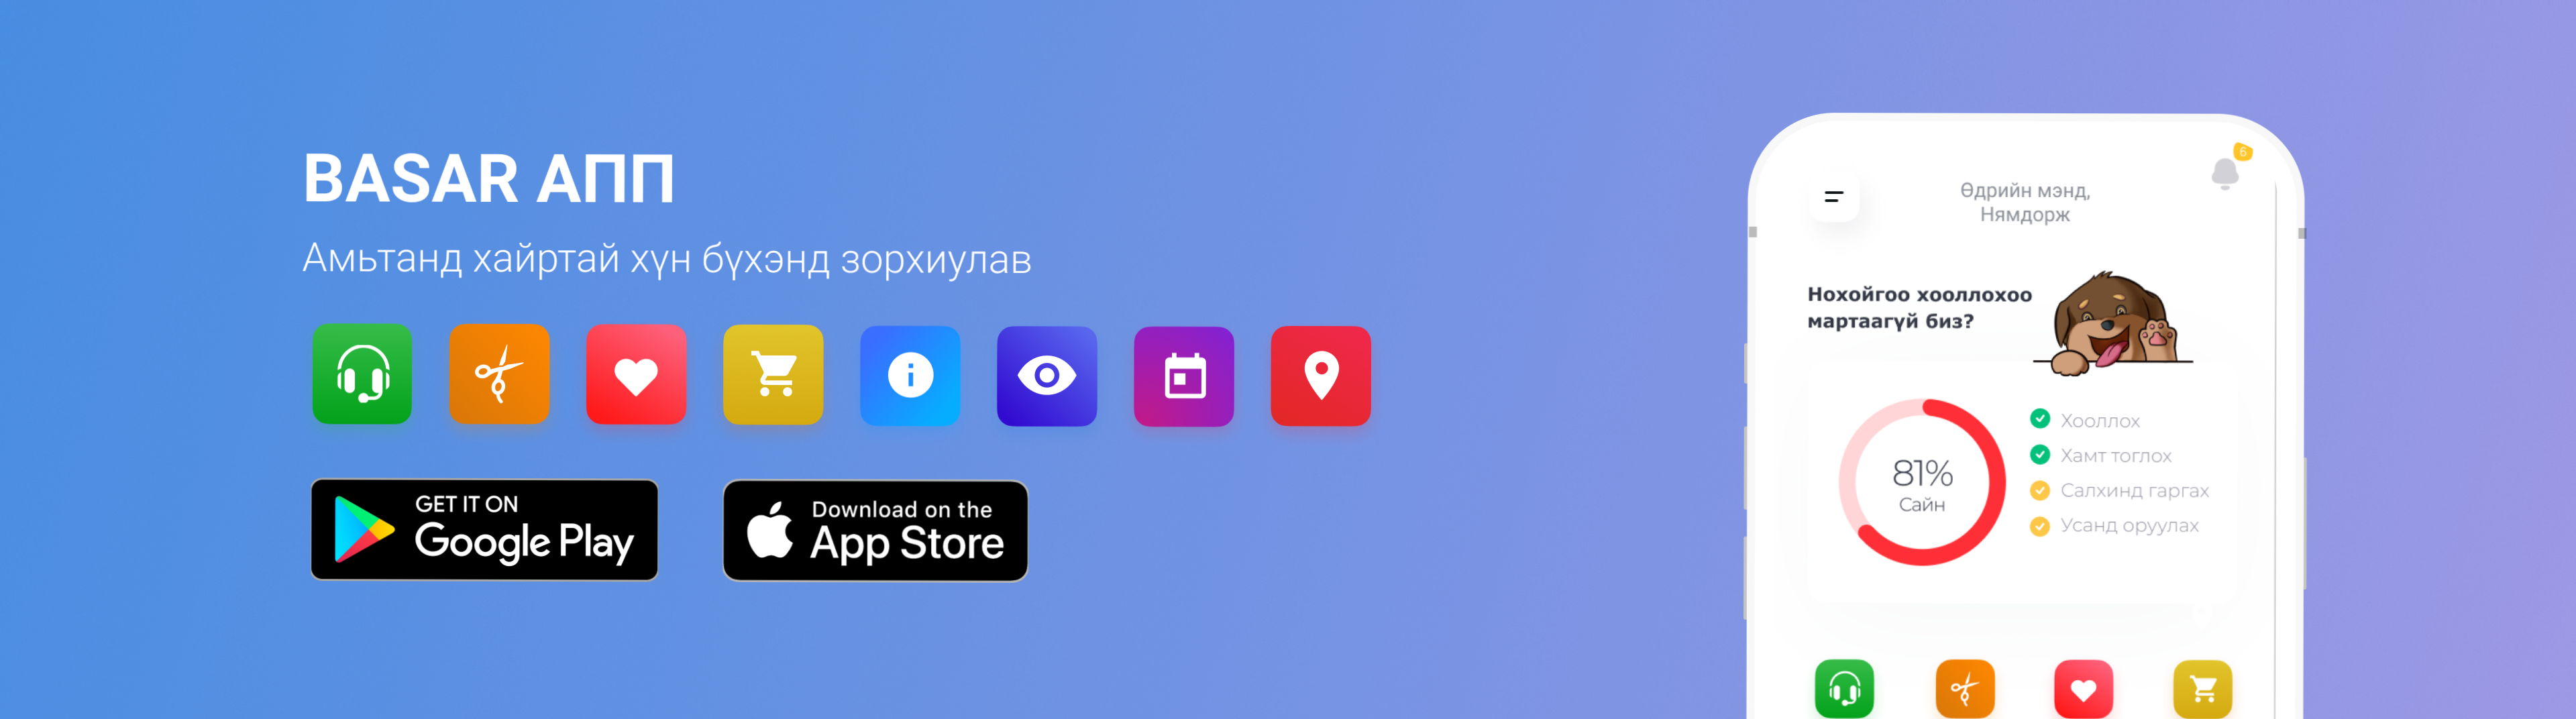 BASAR АПП
Амьтанд хайртай хүн бүхэнд зорхиулав
GET IT ON
Google Play
Download on the
App Store
6
Өдрийн мэнд,
Нямдорж
Нохойгоо хооллохоо
мартаагүй биз?
81%
Сайн
Хооллох
Хамт тоглох
Салхинд гаргах
Усанд оруулах